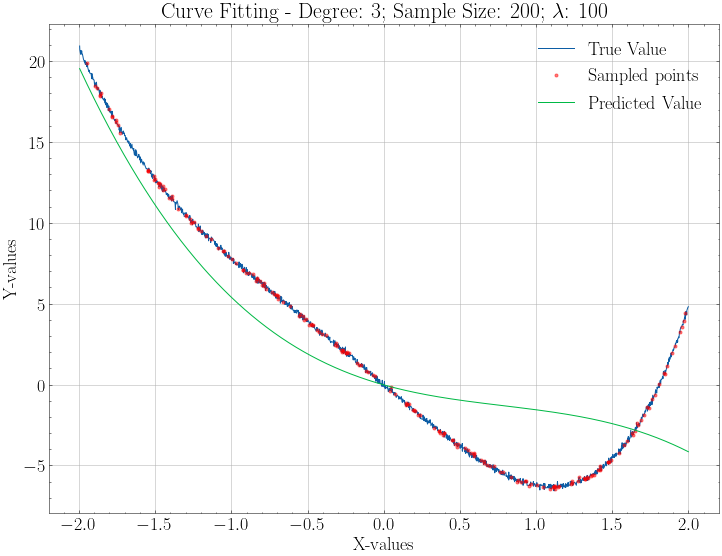 Curve Fitting - Degree: 3; Sample Size: 200; λ: 100
True Value
Sampled points
Predicted Value
Y-values
20
15
10
5
0
−5
−2.0 −1.5 −1.0 −0.5 0.0 0.5 1.0 1.5 2.0
X-values